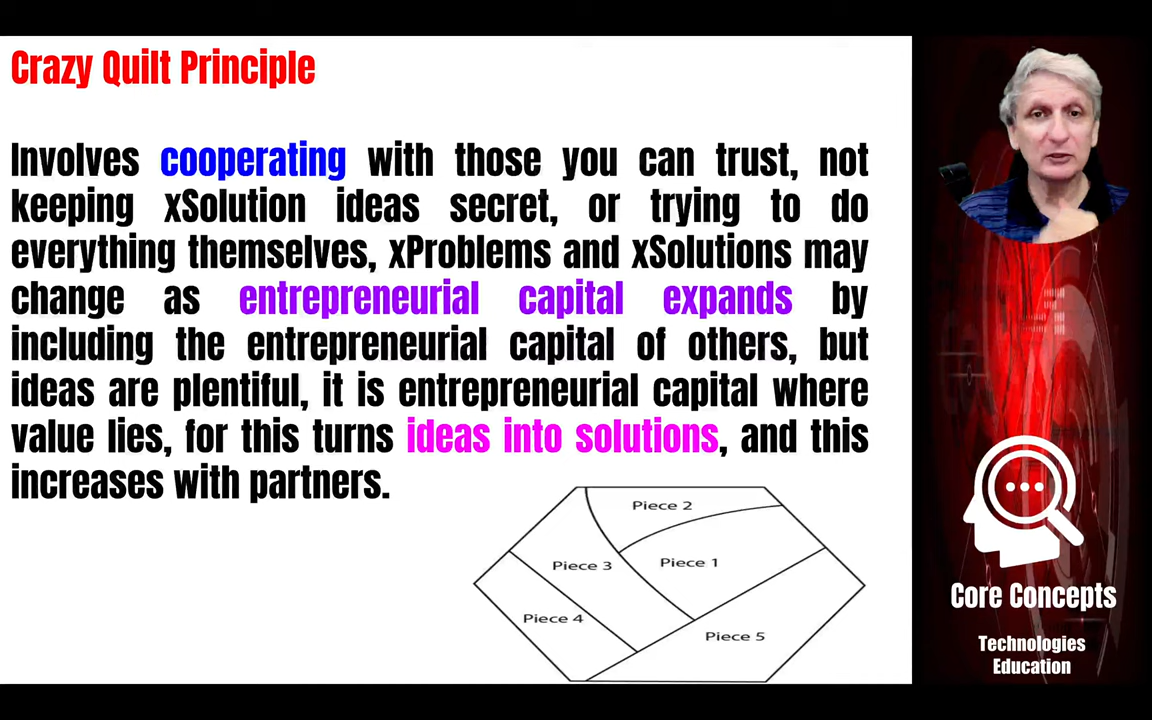 Crazy Quilt Principle
Involves cooperating with those you can trust, not
keeping xSolution ideas secret, or trying to do
everything themselves, xProblems and xSolutions may
change as entrepreneurial capital expands by
including the entrepreneurial capital of others, but
ideas are plentiful, it is entrepreneurial capital where
value lies, for this turns ideas into solutions, and this
increases with partners.
Piece 2
Piece 3
Piece 1
Piece 4
Piece 5
Core Concepts
Technologies
Education